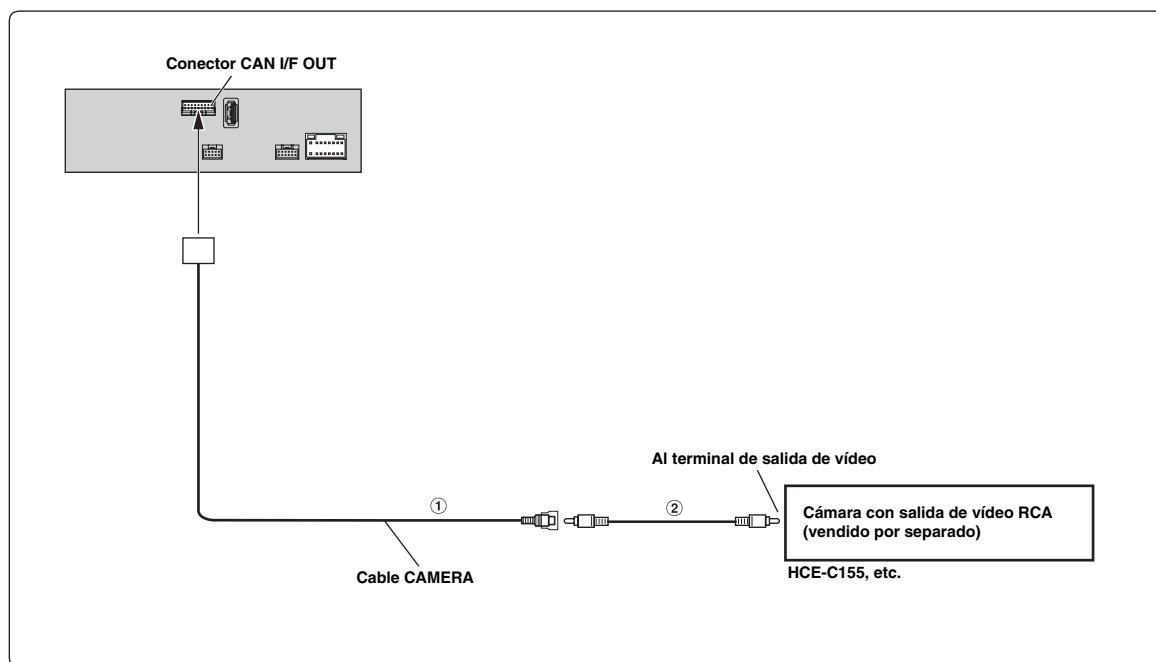 Conector CAN I/F OUT
Al terminal de salida de vídeo
①
②
Cámara con salida de vídeo RCA
(vendido por separado)
Cable CAMERA
HCE-C155, etc.